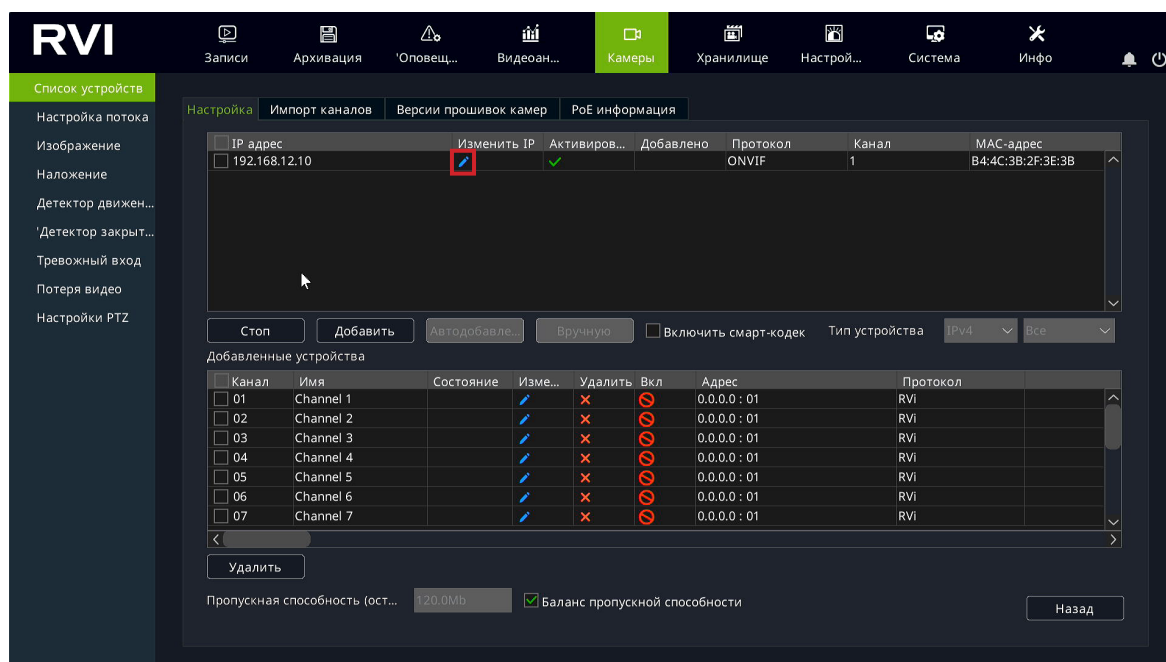 RVI
Записи Архивация 'Оповещ... Видеоан... Камеры Хранилище Настрой... Система Инфо
Список устройств
Настройка потока
Изображение
Наложение
Детектор движен...
'Детектор закрыт...
Тревожный вход
Потеря видео
Настройки PTZ
Настройка Импорт каналов Версии прошивок камер PoE информация
IP адрес Изменить IP Активиров... Добавлено Протокол Канал MAC-адрес
192.168.12.10 ONVIF 1 B4:4C:3B:2F:3E:3B
Стоп Добавить Автодобавле... Вручную Включить смарт-кодек Тип устройства IPv4 Все
Добавленные устройства
Канал Имя Состояние Изме... Удалить Вкл Адрес Протокол
01 Channel 1 0.0.0.0 : 01 RVi
02 Channel 2 0.0.0.0 : 01 RVi
03 Channel 3 0.0.0.0 : 01 RVi
04 Channel 4 0.0.0.0 : 01 RVi
05 Channel 5 0.0.0.0 : 01 RVi
06 Channel 6 0.0.0.0 : 01 RVi
07 Channel 7 0.0.0.0 : 01 RVi
Удалить
Пропускная способность (ост... 120.0Mb Баланс пропускной способности
Назад